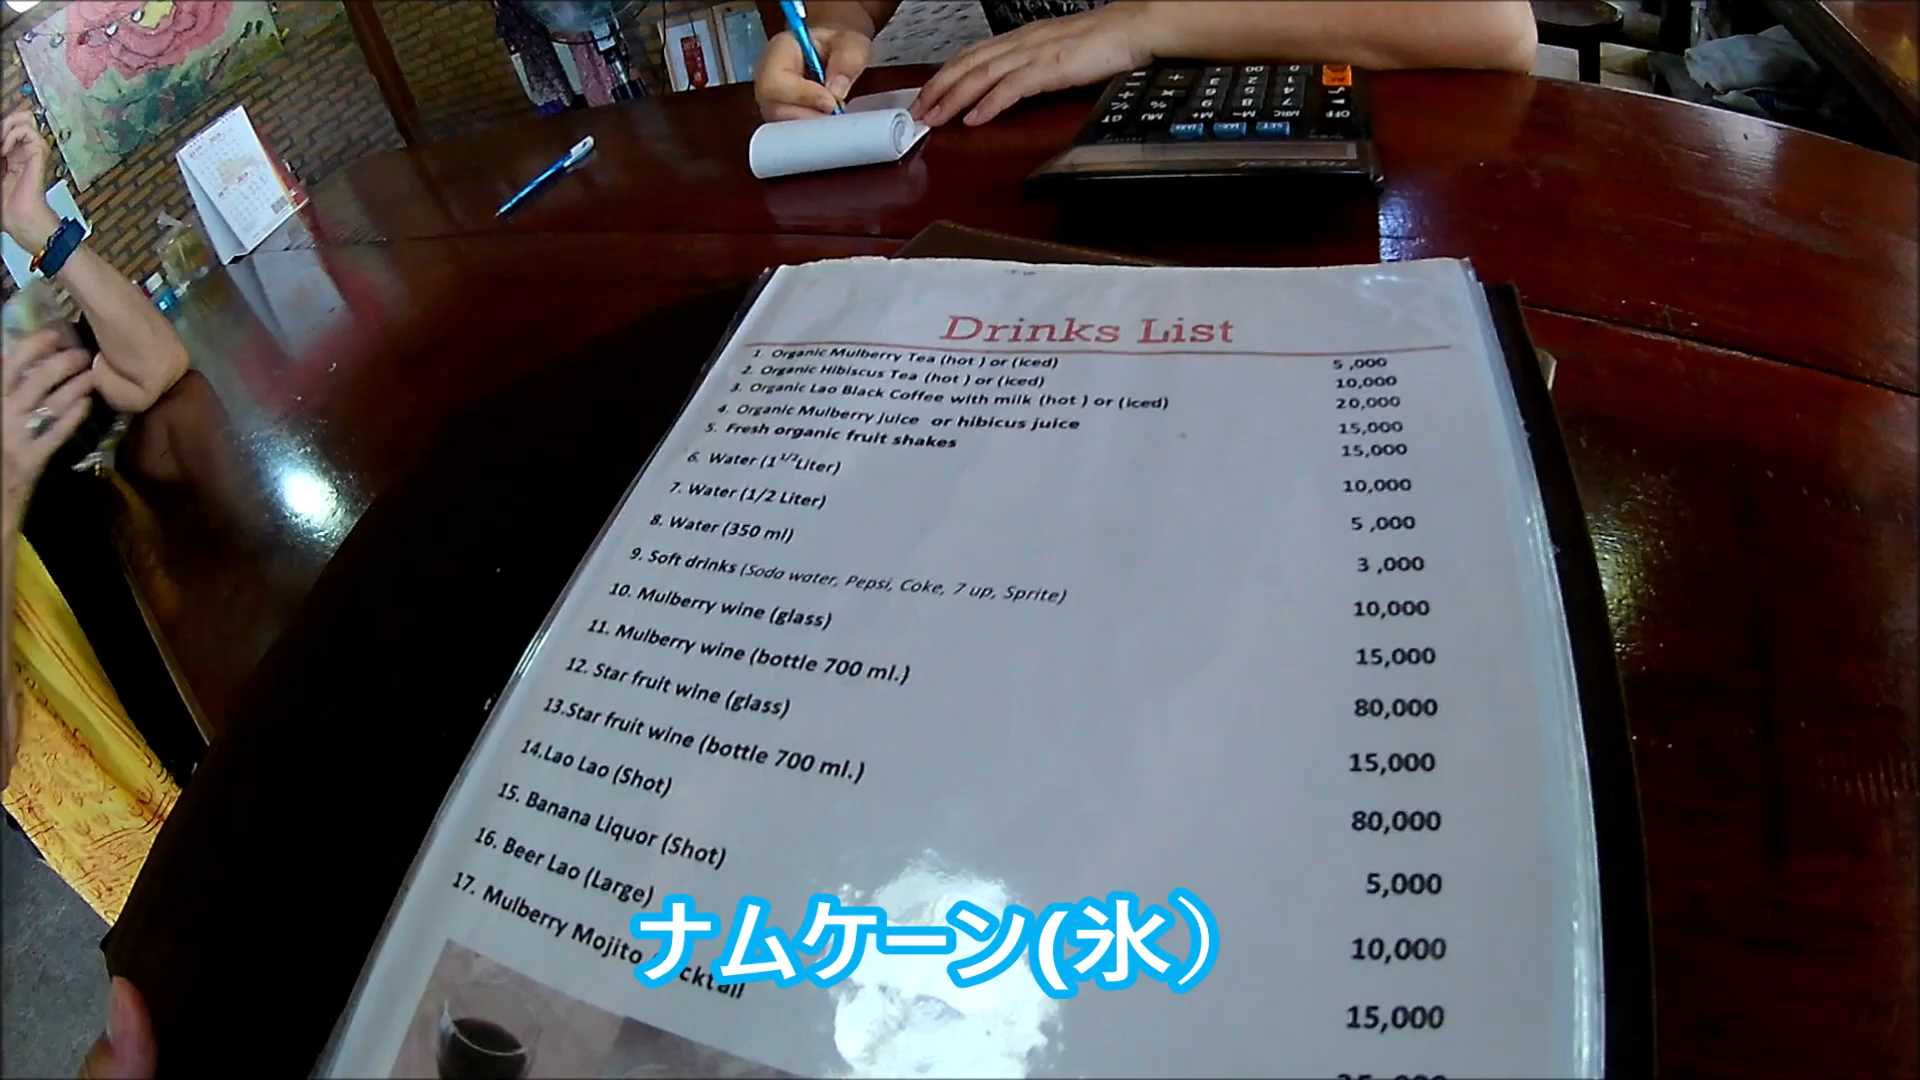 Drinks List
1. Organic Mulberry Tea (hot ) or (iced) 5 ,000
2. Organic Hibiscus Tea (hot ) or (iced) 10,000
3. Organic Lao Black Coffee with milk (hot ) or (iced) 20,000
4. Organic Mulberry juice or hibicus juice 15,000
5. Fresh organic fruit shakes 15,000
6. Water (1 1/2 Liter) 10,000
7. Water (1/2 Liter) 5 ,000
8. Water (350 ml) 3 ,000
9. Soft drinks (Soda water, Pepsi, Coke, 7 up, Sprite) 10,000
10. Mulberry wine (glass) 15,000
11. Mulberry wine (bottle 700 ml.) 80,000
12. Star fruit wine (glass) 15,000
13.Star fruit wine (bottle 700 ml.) 80,000
14.Lao Lao (Shot) 5,000
15. Banana Liquor (Shot) 10,000
16. Beer Lao (Large) 15,000
17. Mulberry Mojito
ナムケーン(氷）